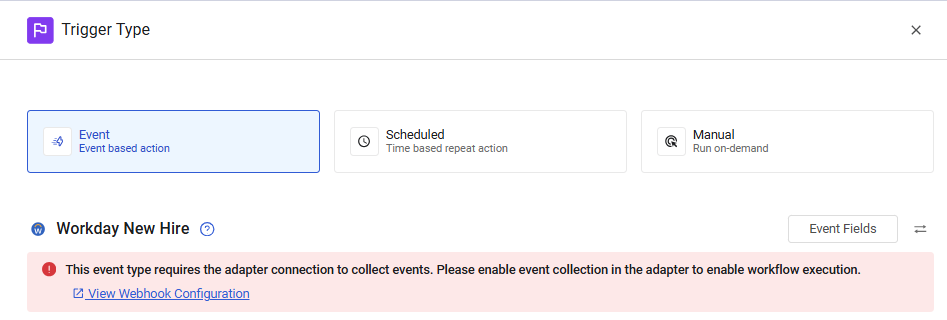 Trigger Type
Event
Event based action
Scheduled
Time based repeat action
Manual
Run on-demand
Workday New Hire
Event Fields
This event type requires the adapter connection to collect events. Please enable event collection in the adapter to enable workflow execution.
View Webhook Configuration